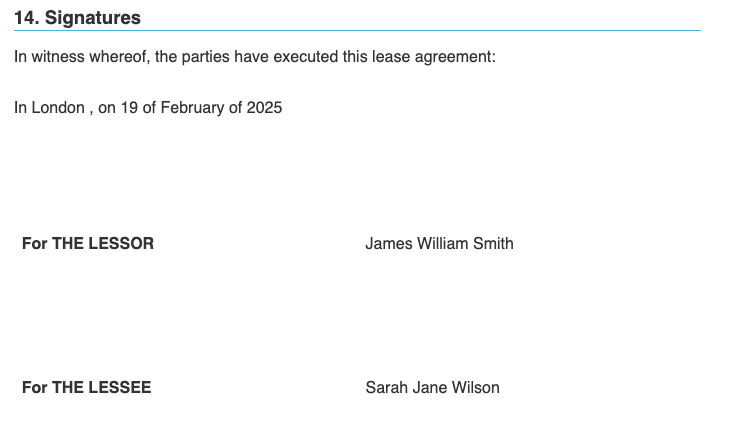 14. Signatures
In witness whereof, the parties have executed this lease agreement:
In London , on 19 of February of 2025
For THE LESSOR James William Smith
For THE LESSEE Sarah Jane Wilson